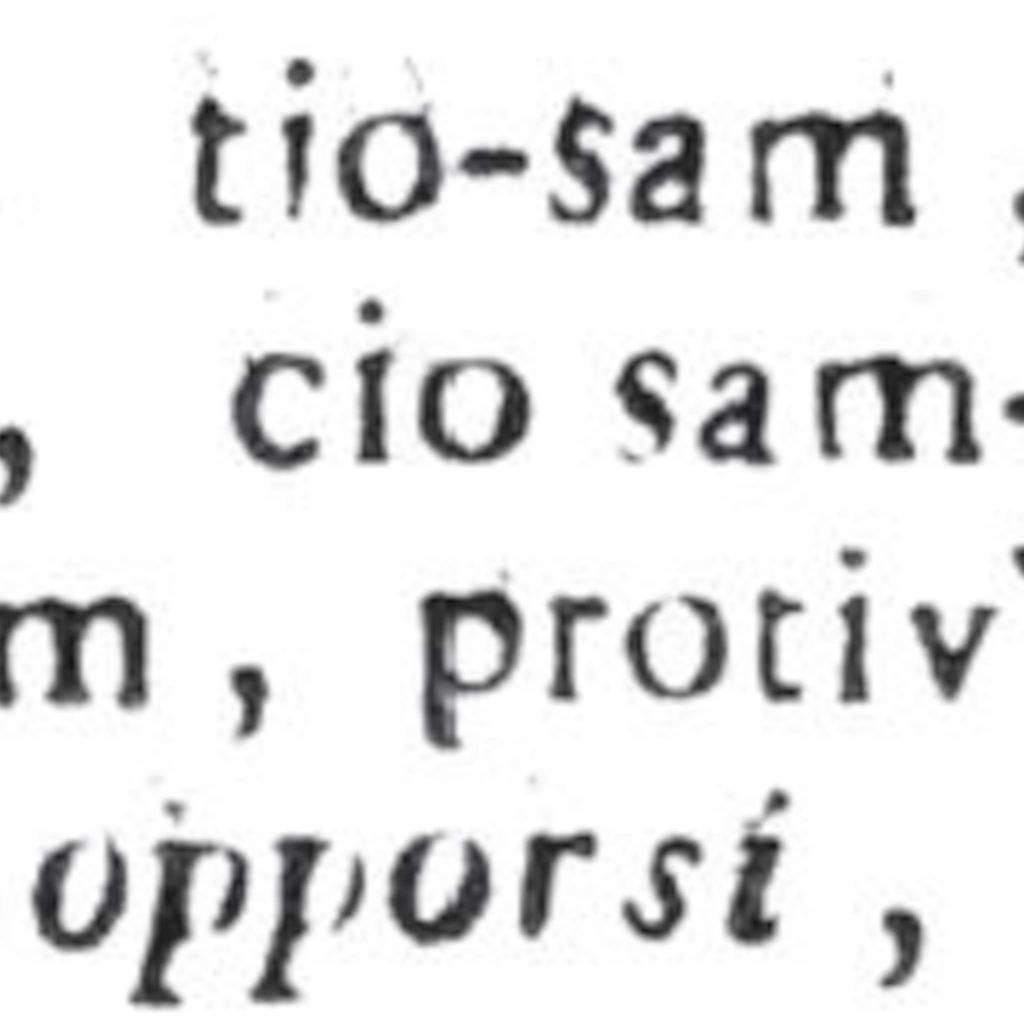 tio-sam,
, cio sam-
m, protiv
opporsi,